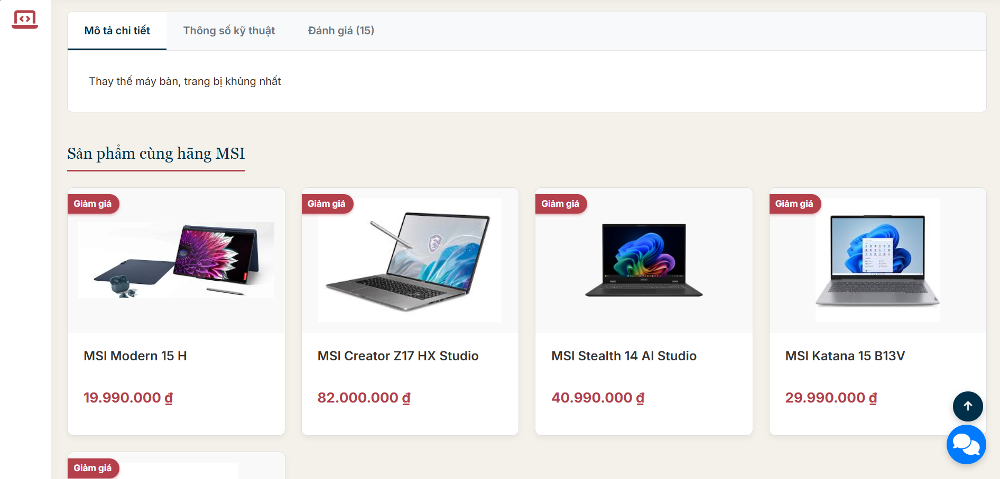 Mô tả chi tiết
Thông số kỹ thuật
Đánh giá (15)
Thay thế máy bàn, trang bị khủng nhất
Sản phẩm cùng hãng MSI
Giảm giá
Giảm giá
Giảm giá
Giảm giá
MSI Modern 15 H
MSI Creator Z17 HX Studio
MSI Stealth 14 AI Studio
MSI Katana 15 B13V
19.990.000 ₫
82.000.000 ₫
40.990.000 ₫
29.990.000 ₫
Giảm giá